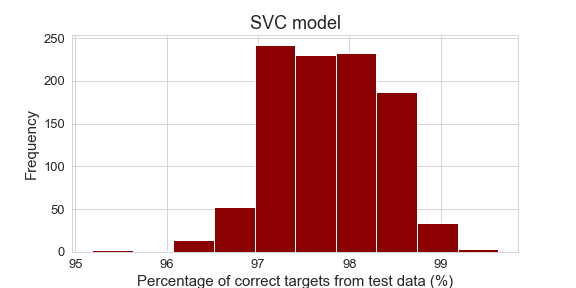 SVC model
250
200
150
100
50
0
Frequency
95 96 97 98 99
Percentage of correct targets from test data (%)